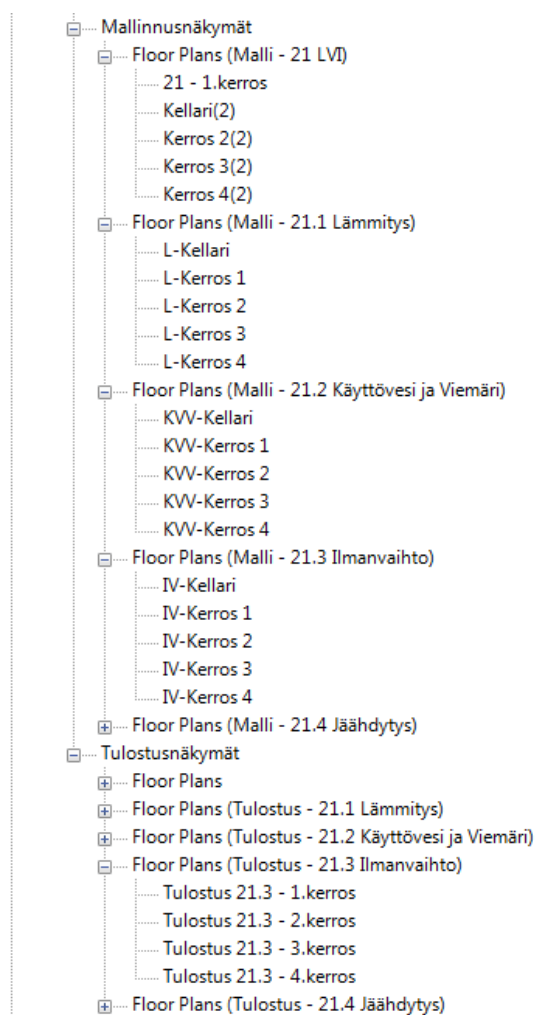 Mallinnusnäkymät
Floor Plans (Malli - 21 LVI)
21 - 1.kerros
Kellari(2)
Kerros 2(2)
Kerros 3(2)
Kerros 4(2)
Floor Plans (Malli - 21.1 Lämmitys)
L-Kellari
L-Kerros 1
L-Kerros 2
L-Kerros 3
L-Kerros 4
Floor Plans (Malli - 21.2 Käyttövesi ja Viemäri)
KVV-Kellari
KVV-Kerros 1
KVV-Kerros 2
KVV-Kerros 3
KVV-Kerros 4
Floor Plans (Malli - 21.3 Ilmanvaihto)
IV-Kellari
IV-Kerros 1
IV-Kerros 2
IV-Kerros 3
IV-Kerros 4
Floor Plans (Malli - 21.4 Jäähdytys)
Tulostusnäkymät
Floor Plans
Floor Plans (Tulostus - 21.1 Lämmitys)
Floor Plans (Tulostus - 21.2 Käyttövesi ja Viemäri)
Floor Plans (Tulostus - 21.3 Ilmanvaihto)
Tulostus 21.3 - 1.kerros
Tulostus 21.3 - 2.kerros
Tulostus 21.3 - 3.kerros
Tulostus 21.3 - 4.kerros
Floor Plans (Tulostus - 21.4 Jäähdytys)